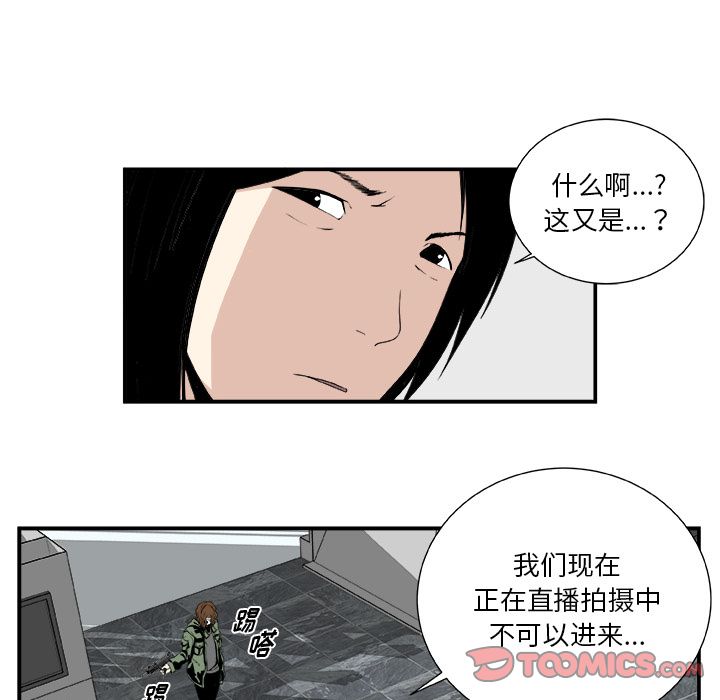 什么啊...?
这又是...？
我们现在
正在直播拍摄中
不可以进来...
踢
嗒
踢
TOOMICS.COM